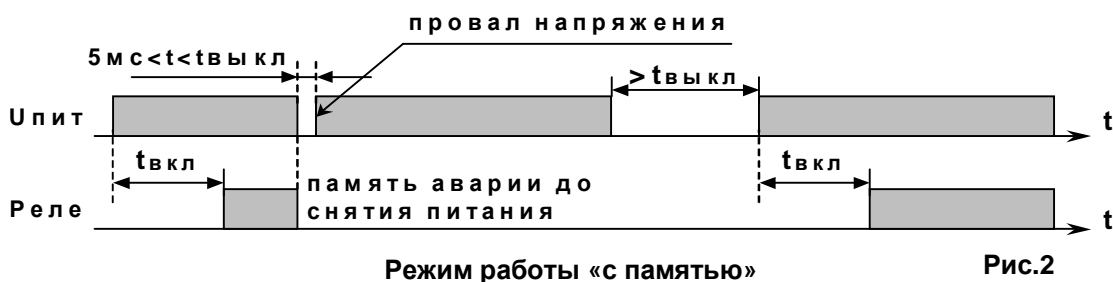 провал напряжения
5мс<t<tвыкл
>tвыкл
Uпит
t
tвкл
tвкл
память аварии до
снятия питания
Реле
t
Режим работы «с памятью»
Рис.2